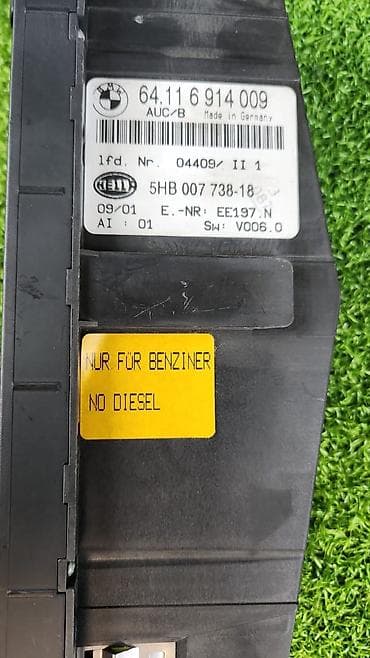 BMW
64.11 6 914 009
AUC/B Made in Germany
lfd. Nr. 04409/ II 1
HELLA 5HB 007 738-18
09/01 E.-NR: EE197.N
AI : 01 SW: V006.0
NUR FÜR BENZINER
NO DIESEL